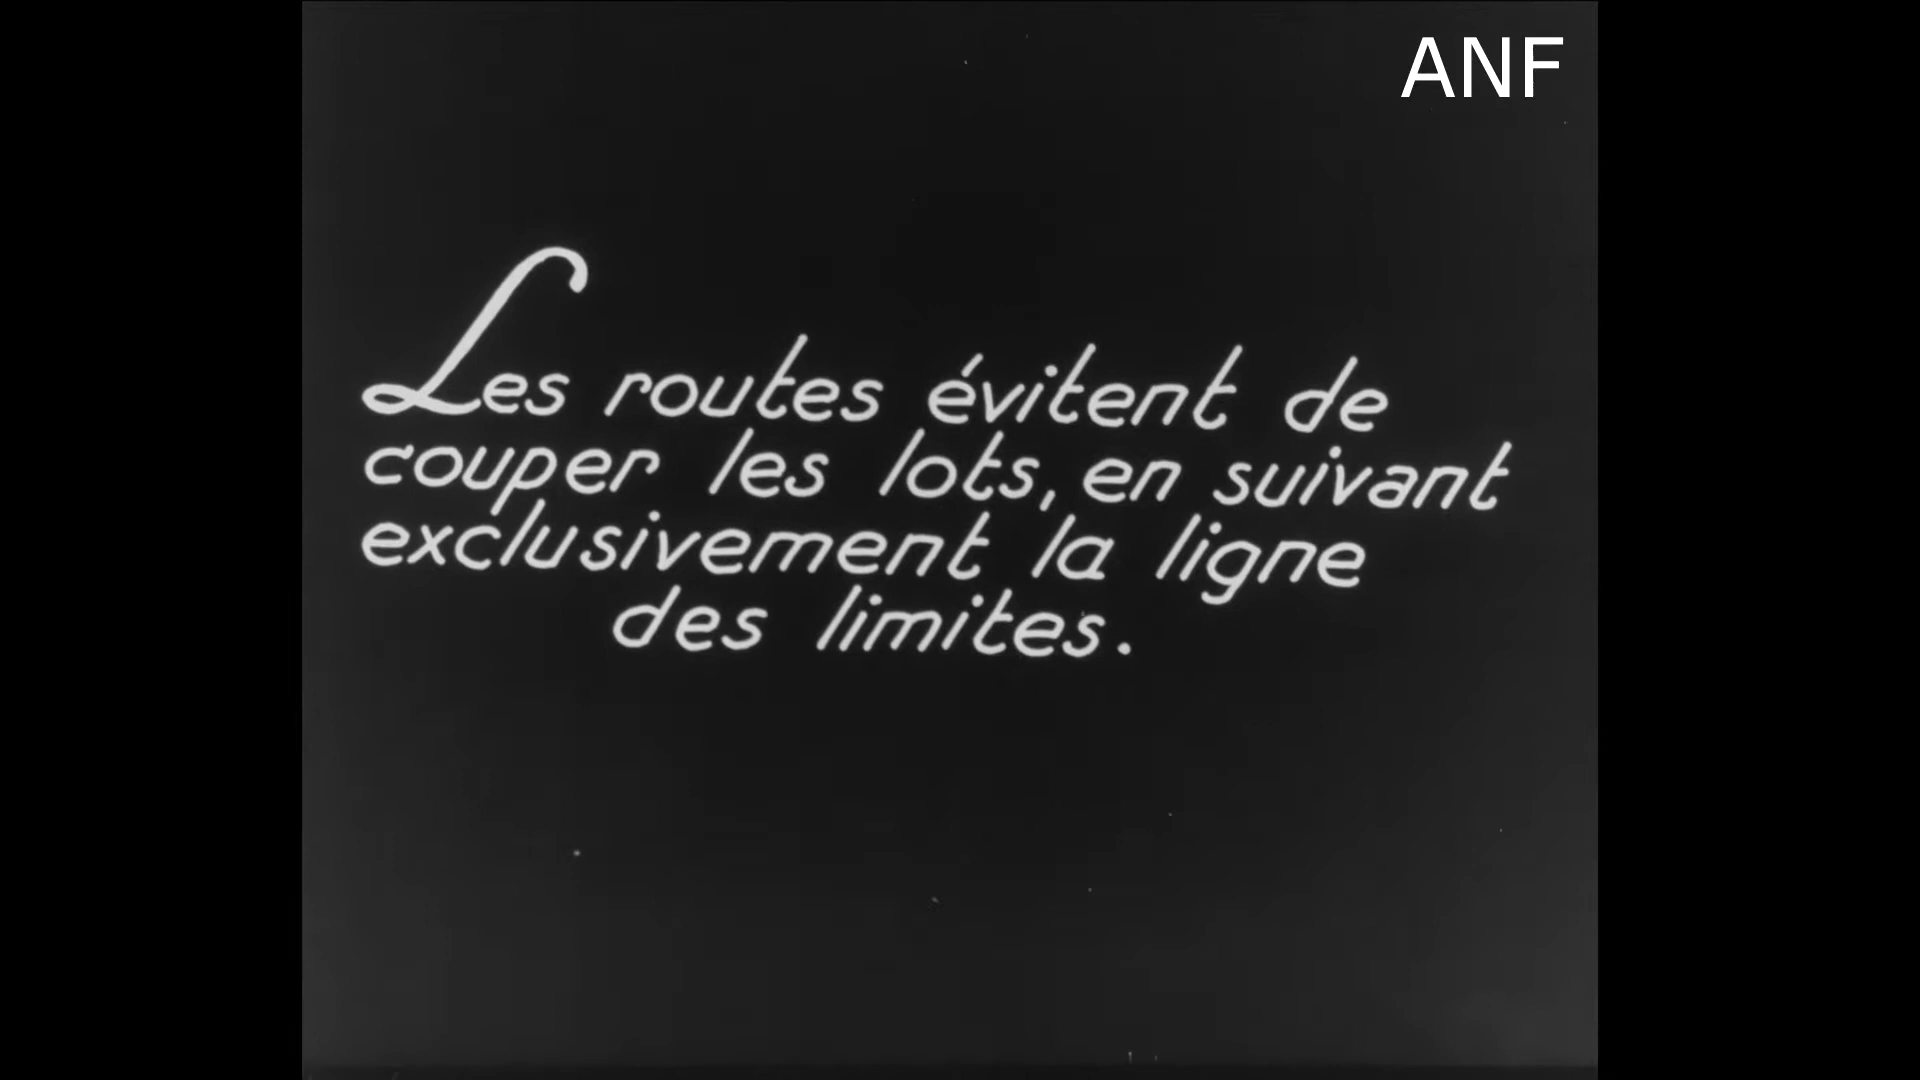 ANF
Les routes évitent de
couper les lots, en suivant
exclusivement la ligne
des limites.